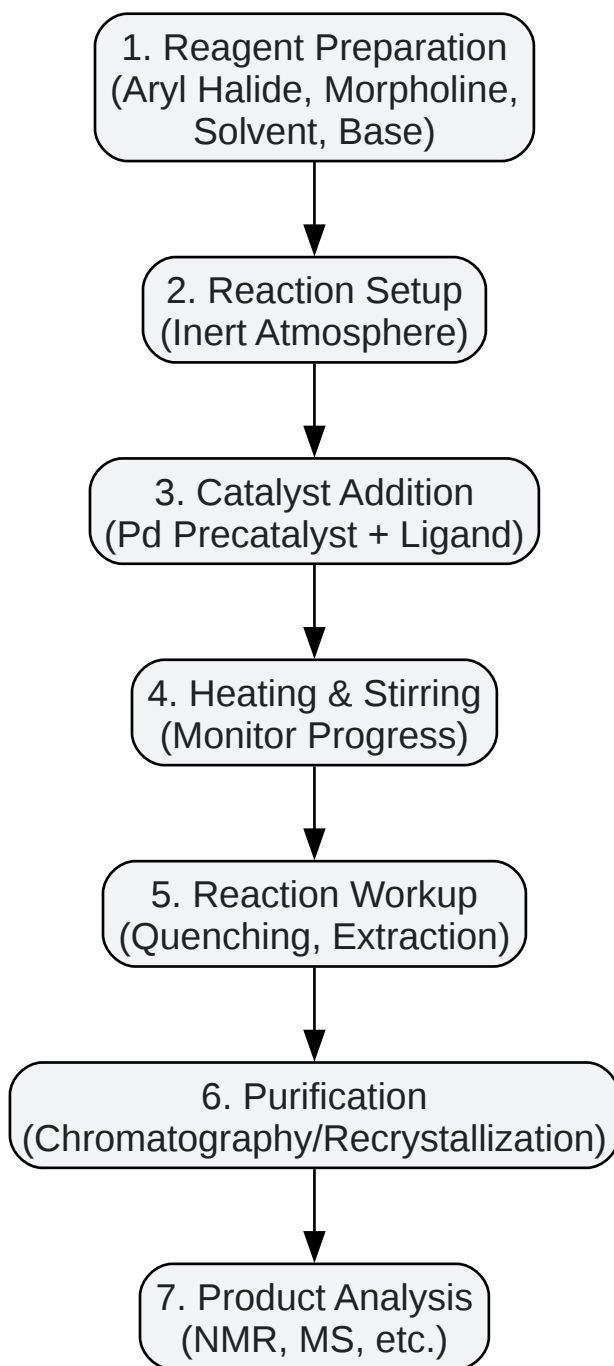 1. Reagent Preparation
(Aryl Halide, Morpholine,
Solvent, Base)
2. Reaction Setup
(Inert Atmosphere)
3. Catalyst Addition
(Pd Precatalyst + Ligand)
4. Heating & Stirring
(Monitor Progress)
5. Reaction Workup
(Quenching, Extraction)
6. Purification
(Chromatography/Recrystallization)
7. Product Analysis
(NMR, MS, etc.)